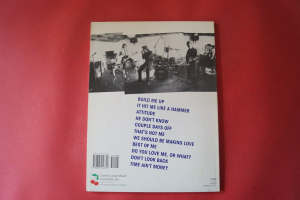 BUILD ME UP
IT HIT ME LIKE A HAMMER
ATTITUDE
HE DON'T KNOW
COUPLE DAYS OFF
THAT'S NOT ME
WE SHOULD BE MAKING LOVE
BEST OF ME
DO YOU LOVE ME, OR WHAT?
DON'T LOOK BACK
TIME AIN'T MONEY